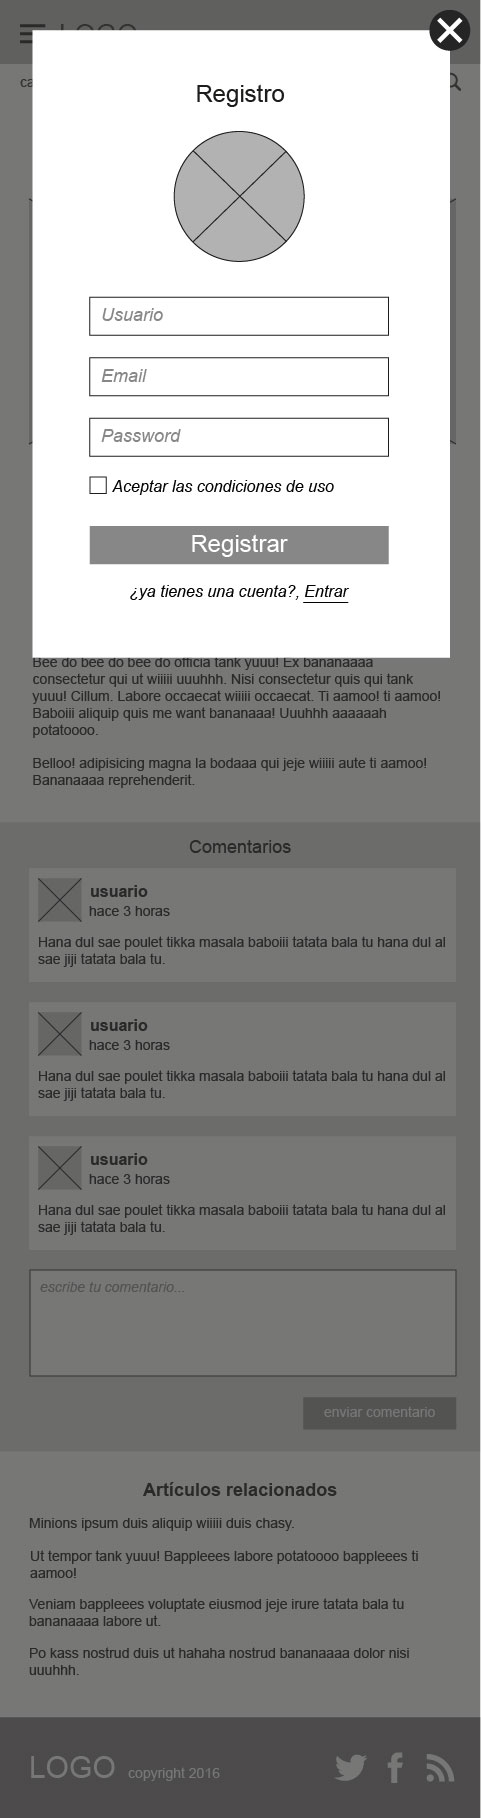 LOGO
Registro
Usuario
Email
Password
Aceptar las condiciones de uso
Registrar
¿ya tienes una cuenta?, Entrar
Bee do bee do bee do officia tank yuuu! Ex bananaaaa
consectetur qui ut wiiiii uuuhhh. Nisi consectetur quis qui tank
yuuu! Cillum. Labore occaecat wiiiii occaecat. Ti aamoo! ti aamoo!
Baboiii aliquip quis me want bananaaa! Uuuhhh aaaaaah
potatoooo.
Belloo! adipisicing magna la bodaaa qui jeje wiiiii aute ti aamoo!
Bananaaaa reprehenderit.
Comentarios
usuario
hace 3 horas
Hana dul sae poulet tikka masala baboiii tatata bala tu hana dul al
sae jiji tatata bala tu.
usuario
hace 3 horas
Hana dul sae poulet tikka masala baboiii tatata bala tu hana dul al
sae jiji tatata bala tu.
usuario
hace 3 horas
Hana dul sae poulet tikka masala baboiii tatata bala tu hana dul al
sae jiji tatata bala tu.
escribe tu comentario...
enviar comentario
Artículos relacionados
Minions ipsum duis aliquip wiiiii duis chasy.
Ut tempor tank yuuu! Bappleees labore potatoooo bappleees ti
aamoo!
Veniam bappleees voluptate eiusmod jeje irure tatata bala tu
bananaaaa labore ut.
Po kass nostrud duis ut hahaha nostrud bananaaaa dolor nisi
uuuhhh.
LOGO copyright 2016